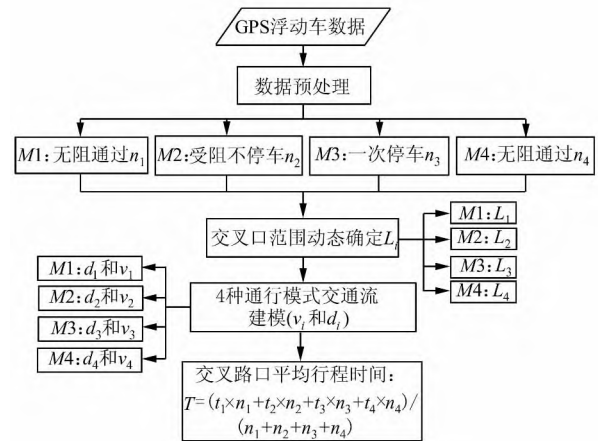 GPS浮动车数据
数据预处理
M1:无阻通过n₁
M2:受阻不停车n₂
M3:一次停车n₃
M4:无阻通过n₄
交叉口范围动态确定Lᵢ
M1:L₁
M2:L₂
M3:L₃
M4:L₄
4种通行模式交通流
建模(vᵢ和dᵢ)
M1:d₁和v₁
M2:d₂和v₂
M3:d₃和v₃
M4:d₄和v₄
交叉路口平均行程时间:
T=(t₁×n₁+t₂×n₂+t₃×n₃+t₄×n₄)/
(n₁+n₂+n₃+n₄)